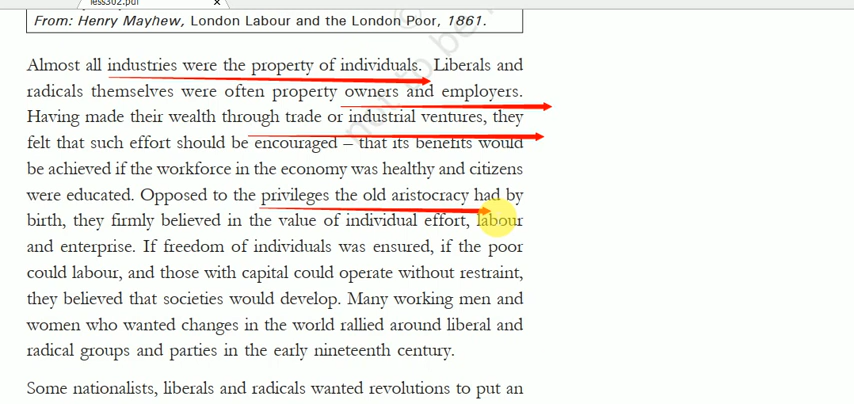 less302.pdf
From: Henry Mayhew, London Labour and the London Poor, 1861.
Almost all industries were the property of individuals. Liberals and
radicals themselves were often property owners and employers.
Having made their wealth through trade or industrial ventures, they
felt that such effort should be encouraged – that its benefits would
be achieved if the workforce in the economy was healthy and citizens
were educated. Opposed to the privileges the old aristocracy had by
birth, they firmly believed in the value of individual effort, labour
and enterprise. If freedom of individuals was ensured, if the poor
could labour, and those with capital could operate without restraint,
they believed that societies would develop. Many working men and
women who wanted changes in the world rallied around liberal and
radical groups and parties in the early nineteenth century.
Some nationalists, liberals and radicals wanted revolutions to put an